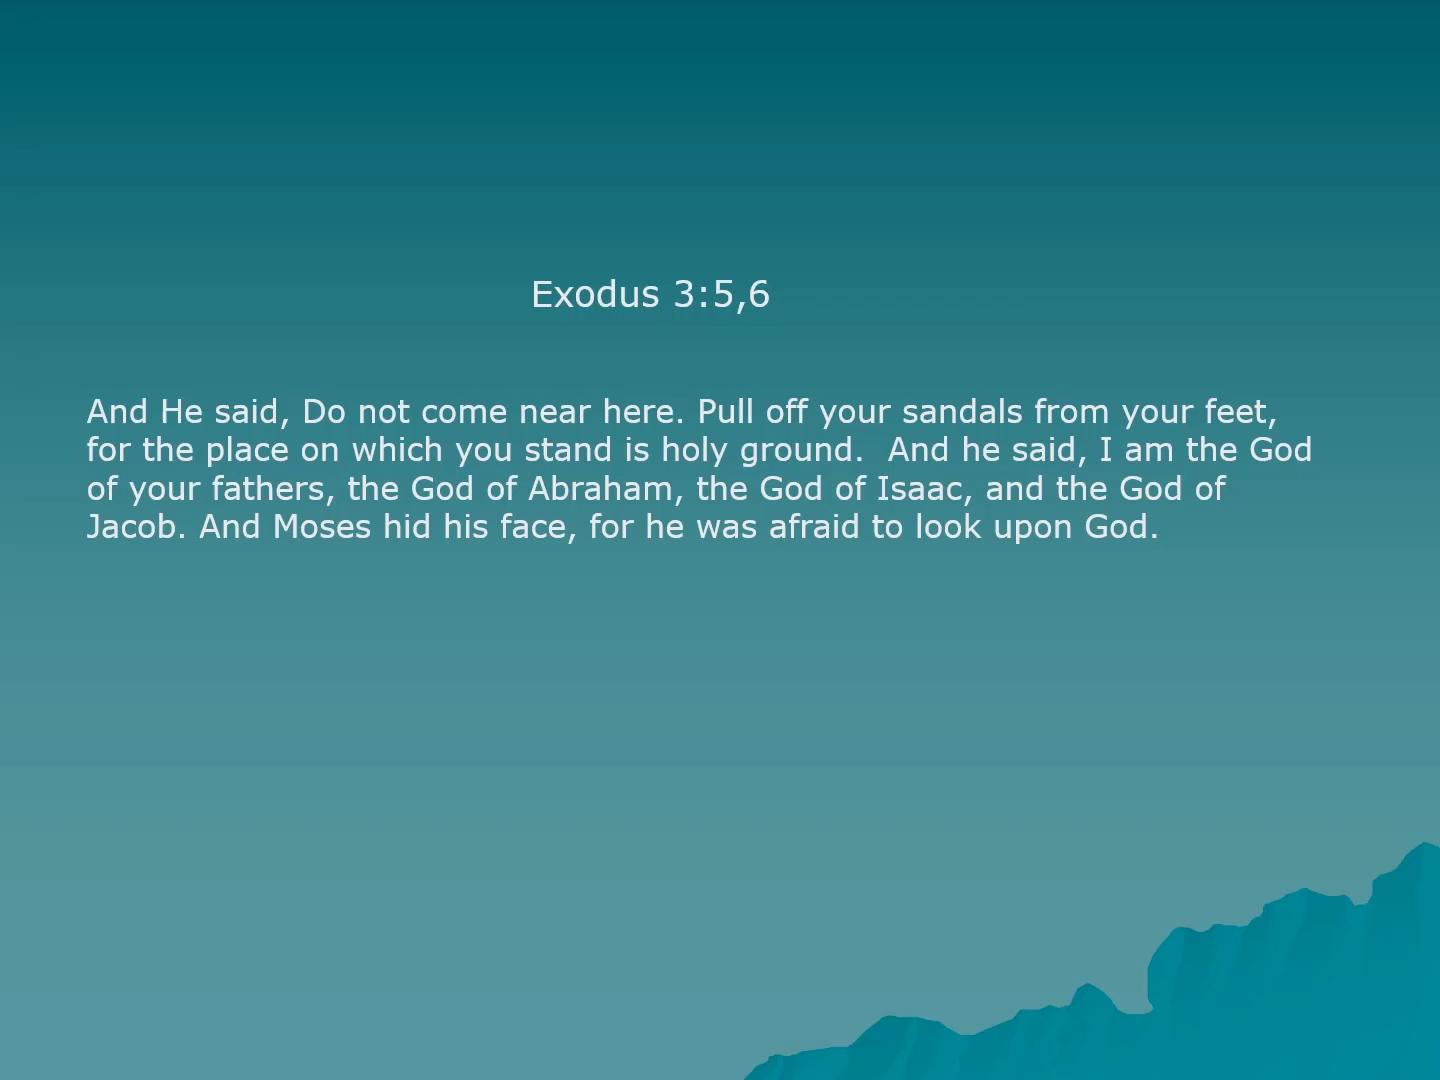 Exodus 3:5,6
And He said, Do not come near here. Pull off your sandals from your feet,
for the place on which you stand is holy ground.  And he said, I am the God
of your fathers, the God of Abraham, the God of Isaac, and the God of
Jacob. And Moses hid his face, for he was afraid to look upon God.